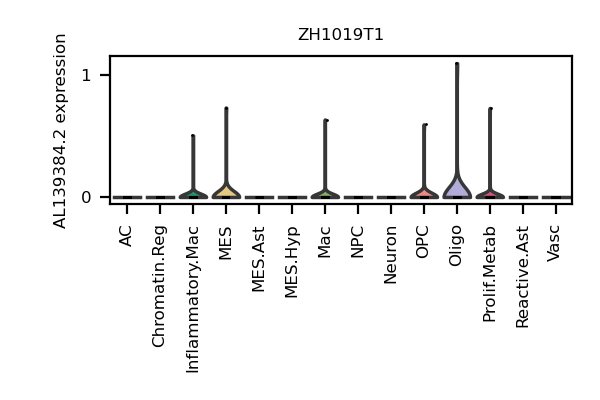 ZH1019T1
AL139384.2 expression
1
0
AC
Chromatin.Reg
Inflammatory.Mac
MES
MES.Ast
MES.Hyp
Mac
NPC
Neuron
OPC
Oligo
Prolif.Metab
Reactive.Ast
Vasc